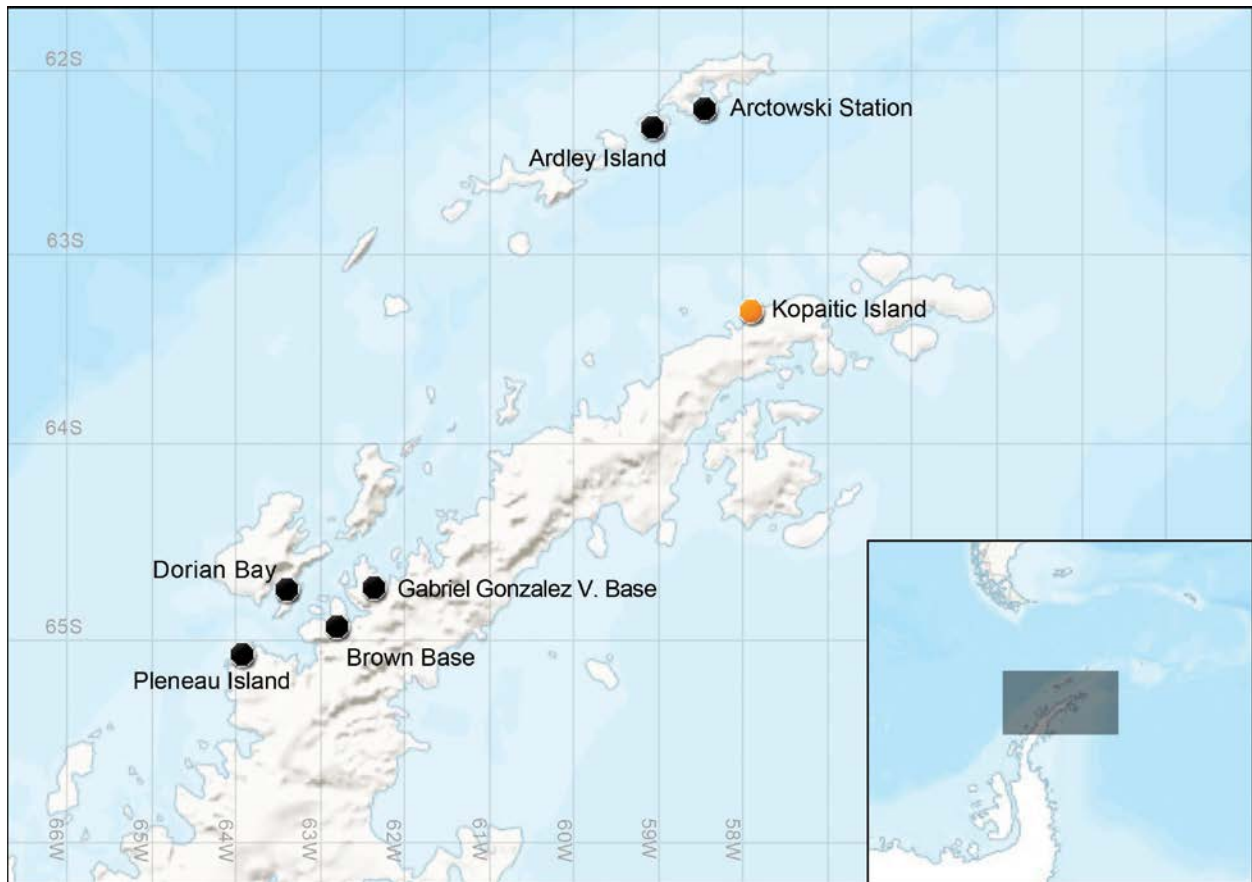 62S
Arctowski Station
Ardley Island
63S
Kopaitic Island
64S
Dorian Bay
Gabriel Gonzalez V. Base
65S
Brown Base
Pleneau Island
66W
65W
64W
63W
62W
61W
60W
59W
58W